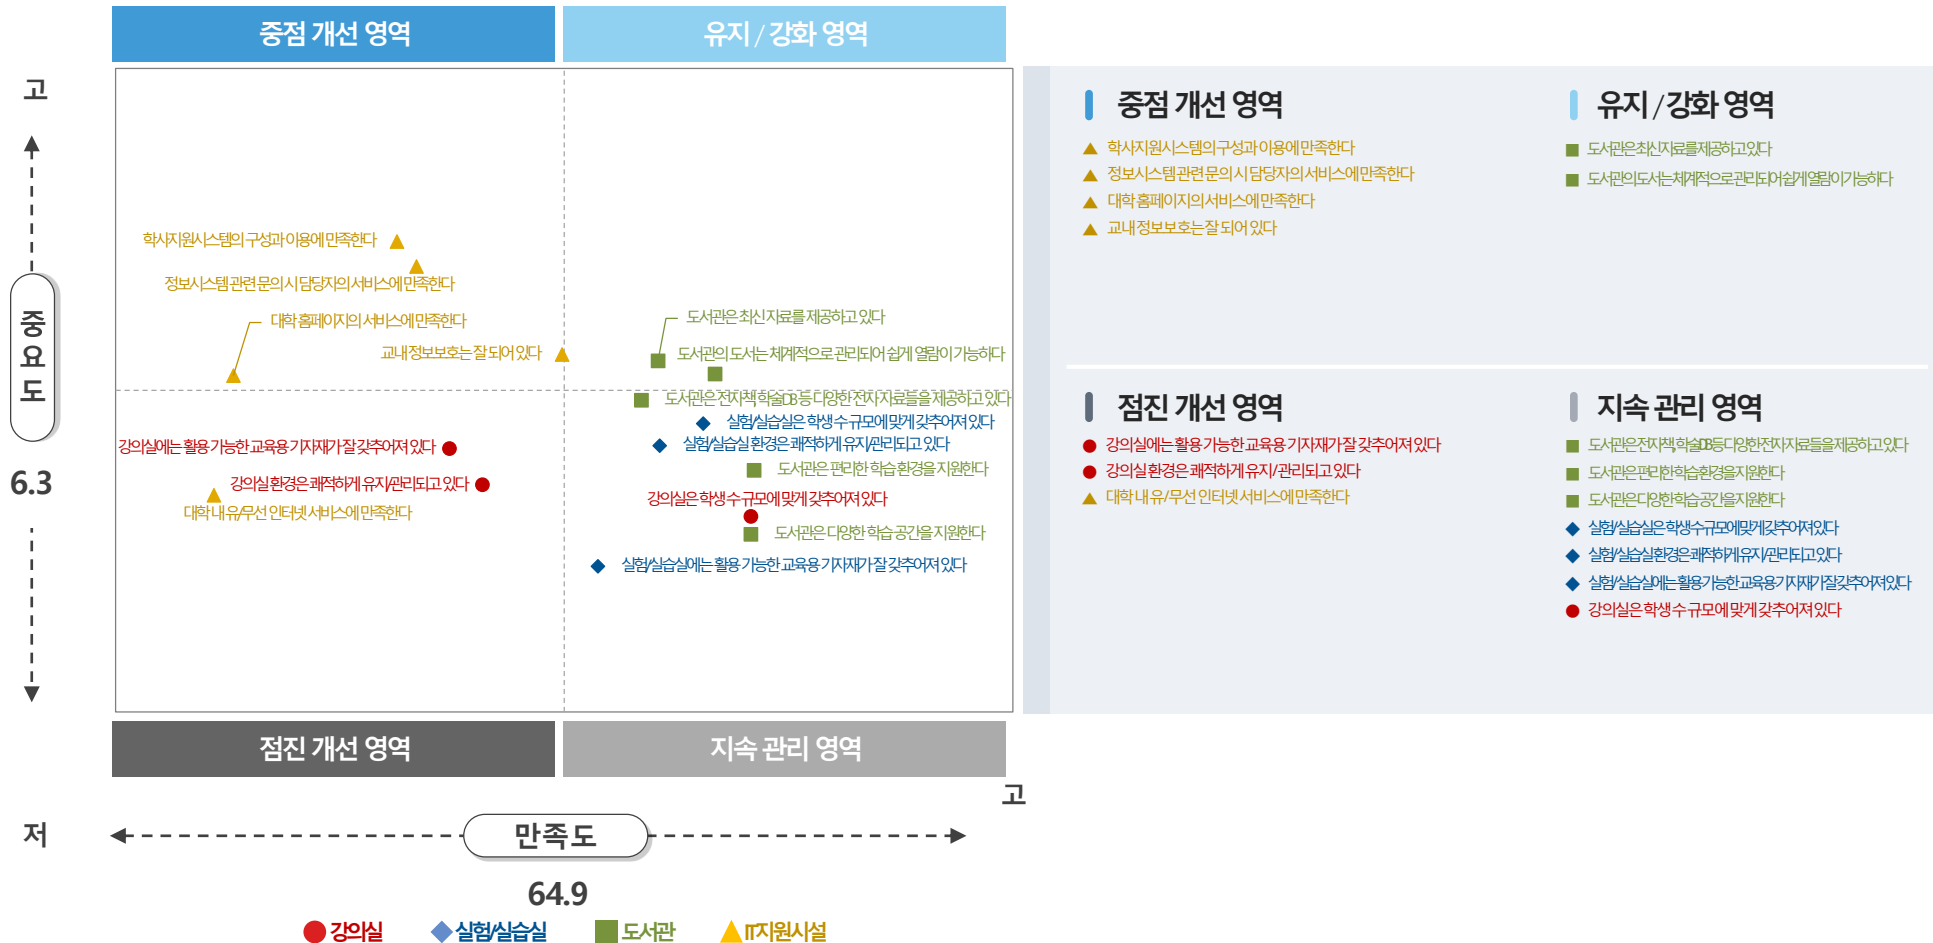 중점 개선 영역
유지 / 강화 영역
고
중요도
6.3
학사지원시스템의 구성과 이용에 만족한다
정보시스템 관련 문의 시 담당자의 서비스에 만족한다
대학 홈페이지의 서비스에 만족한다
교내 정보보호는 잘 되어 있다
도서관은 최신 자료를 제공하고 있다
도서관의 도서는 체계적으로 관리되어 쉽게 열람이 가능하다
도서관은 전자책 학술DB 등 다양한 전자 자료들을 제공하고 있다
실험/실습실은 학생 수 규모에 맞게 갖추어져 있다
강의실에는 활용 가능한 교육용 기자재가 잘 갖추어져 있다
실험/실습실 환경은 쾌적하게 유지/관리되고 있다
도서관은 편리한 학습 환경을 지원한다
강의실 환경은 쾌적하게 유지/관리되고 있다
강의실은 학생 수 규모에 맞게 갖추어져 있다
대학 내 유/무선 인터넷 서비스에 만족한다
도서관은 다양한 학습 공간을 지원한다
실험/실습실에는 활용 가능한 교육용 기자재가 잘 갖추어져 있다
점진 개선 영역
지속 관리 영역
고
저
만족도
64.9
강의실
실험/실습실
도서관
IT지원시설
중점 개선 영역
학사지원시스템의 구성과 이용에 만족한다
정보시스템 관련 문의 시 담당자의 서비스에 만족한다
대학 홈페이지의 서비스에 만족한다
교내 정보보호는 잘 되어 있다
유지 / 강화 영역
도서관은 최신 자료를 제공하고 있다
도서관의 도서는 체계적으로 관리되어 쉽게 열람이 가능하다
점진 개선 영역
강의실에는 활용 가능한 교육용 기자재가 잘 갖추어져 있다
강의실 환경은 쾌적하게 유지/관리되고 있다
대학 내 유/무선 인터넷 서비스에 만족한다
지속 관리 영역
도서관은 전자책, 학술DB 등 다양한 전자 자료들을 제공하고 있다
도서관은 편리한 학습 환경을 지원한다
도서관은 다양한 학습 공간을 지원한다
실험/실습실은 학생 수 규모에 맞게 갖추어져 있다
실험/실습실 환경은 쾌적하게 유지/관리되고 있다
실험/실습실에는 활용 가능한 교육용 기자재가 잘 갖추어져 있다
강의실은 학생 수 규모에 맞게 갖추어져 있다